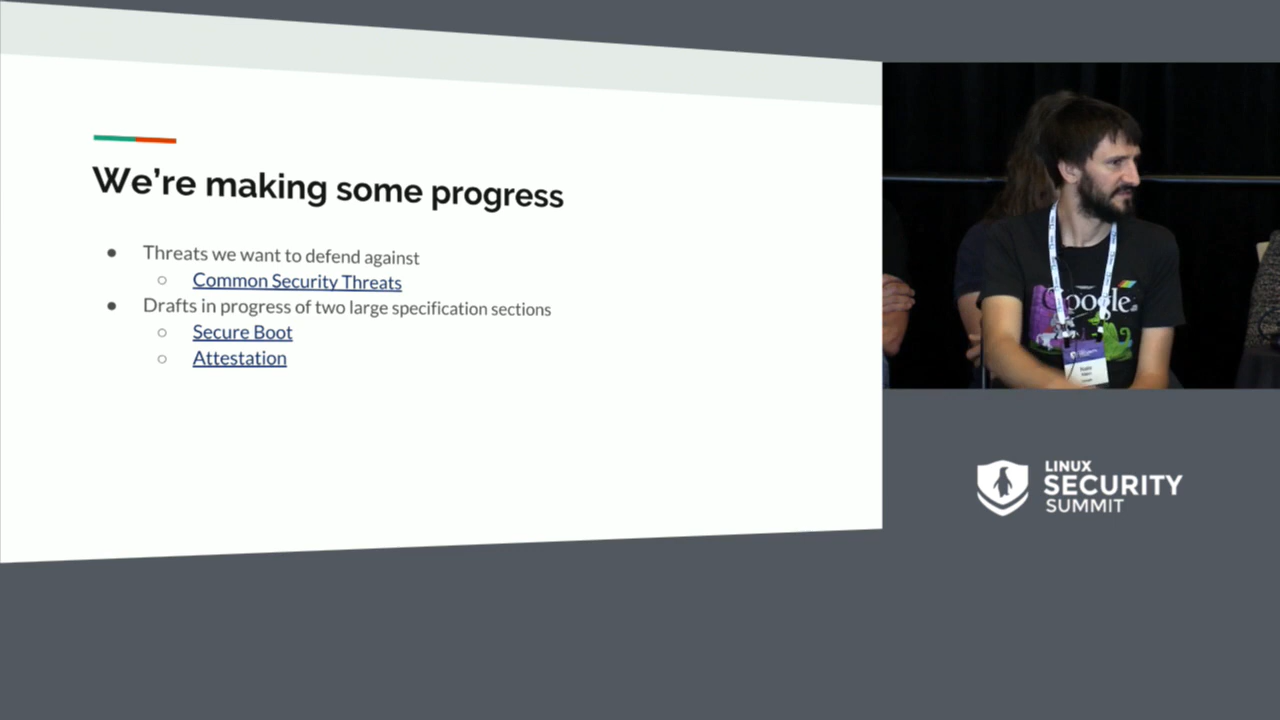 We're making some progress
● Threats we want to defend against
○ Common Security Threats
● Drafts in progress of two large specification sections
○ Secure Boot
○ Attestation
Google
LINUX
SECURITY
SUMMIT